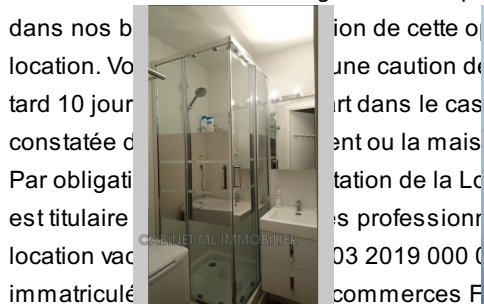 dans nos b ion de cette o
location. Vo une caution de
tard 10 jour rt dans le cas
constatée d ent ou la mais
Par obligati tation de la Lo
est titulaire s professionn
CABINET ML IMMOBILIER
location vac 03 2019 000 0
immatriculé commerces F